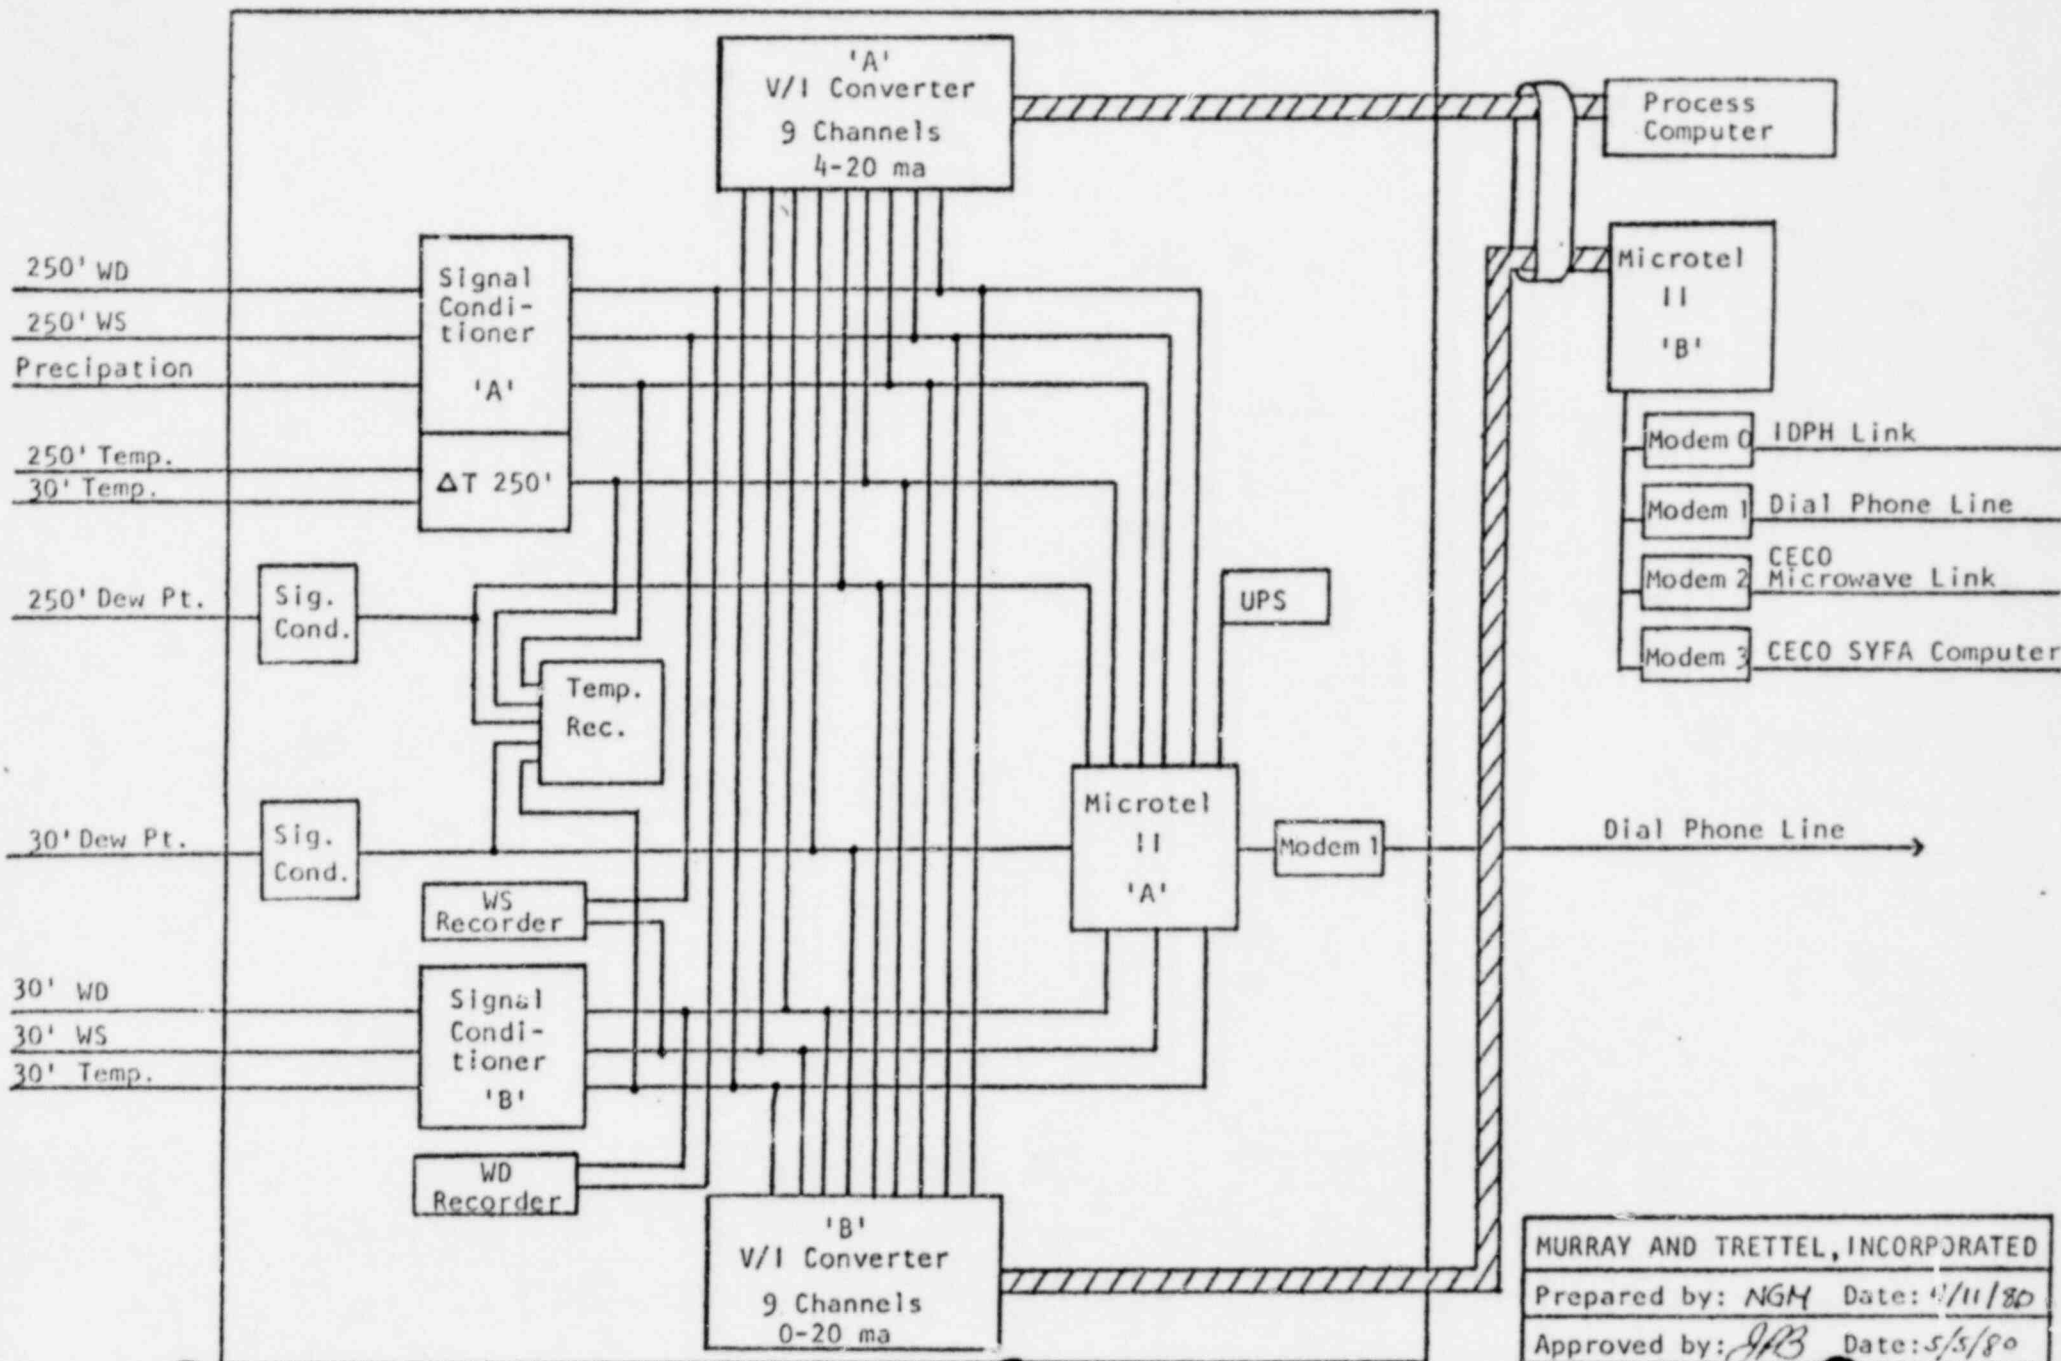 'A'
V/I Converter
9 Channels
4-20 ma
Process
Computer
250' WD
250' WS
Precipation
250' Temp.
30' Temp.
Signal
Condi-
tioner
'A'
ΔT 250'
Microtel
II
'B'
Modem 0 IDPH Link
Modem 1 Dial Phone Line
Modem 2 CECO
Microwave Link
Modem 3 CECO SYFA Computer
250' Dew Pt.
Sig.
Cond.
UPS
Temp.
Rec.
30' Dew Pt.
Sig.
Cond.
Microtel
II
'A'
Modem 1
Dial Phone Line
WS
Recorder
30' WD
30' WS
30' Temp.
Signal
Condi-
tioner
'B'
WD
Recorder
'B'
V/I Converter
9 Channels
0-20 ma
MURRAY AND TRETTEL, INCORPORATED
Prepared by: NGM Date: /11/80
Approved by: Date: 5/5/80